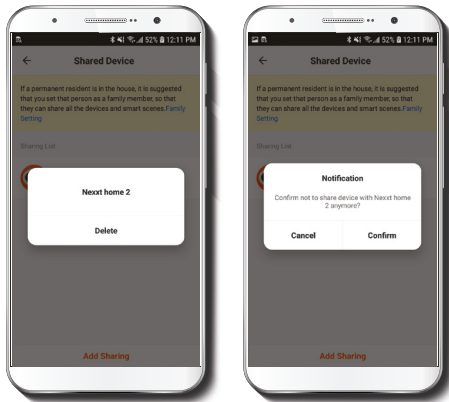 52% 12:11 PM
Shared Device
If a permanent resident is in the house, it is suggested
that you set that person as a family member, so that
they can share all the devices and smart scenes.Family
Setting
Sharing List
Nexxt home 2
Delete
Add Sharing
52% 12:11 PM
Shared Device
If a permanent resident is in the house, it is suggested
that you set that person as a family member, so that
they can share all the devices and smart scenes.Family
Setting
Sharing List
Notification
Confirm not to share device with Nexxt home
2 anymore?
Cancel Confirm
Add Sharing